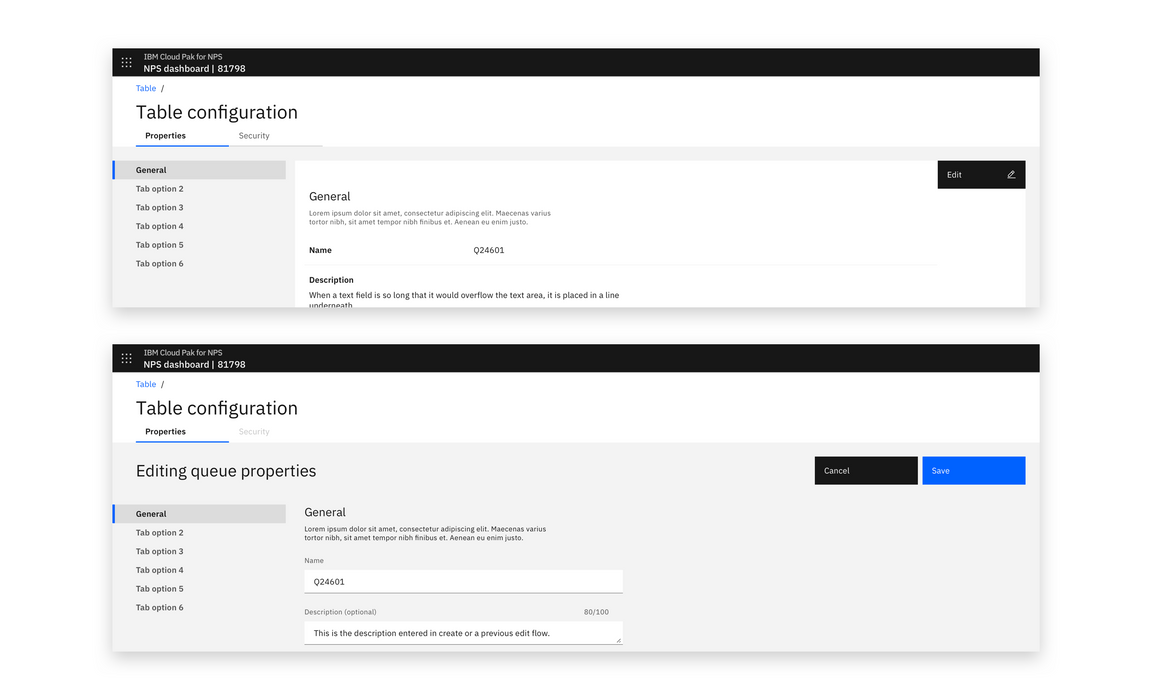 IBM Cloud Pak for NPS
NPS dashboard | 81798
Table /
Table configuration
Properties Security
General
Tab option 2
Tab option 3
Tab option 4
Tab option 5
Tab option 6
Edit
General
Lorem ipsum dolor sit amet, consectetur adipiscing elit. Maecenas varius
tortor nibh, sit amet tempor nibh finibus et. Aenean eu enim justo.
Name Q24601
Description
When a text field is so long that it would overflow the text area, it is placed in a line
underneath
IBM Cloud Pak for NPS
NPS dashboard | 81798
Table /
Table configuration
Properties Security
Editing queue properties
Cancel Save
General
Tab option 2
Tab option 3
Tab option 4
Tab option 5
Tab option 6
General
Lorem ipsum dolor sit amet, consectetur adipiscing elit. Maecenas varius
tortor nibh, sit amet tempor nibh finibus et. Aenean eu enim justo.
Name
Q24601
Description (optional) 80/100
This is the description entered in create or a previous edit flow.